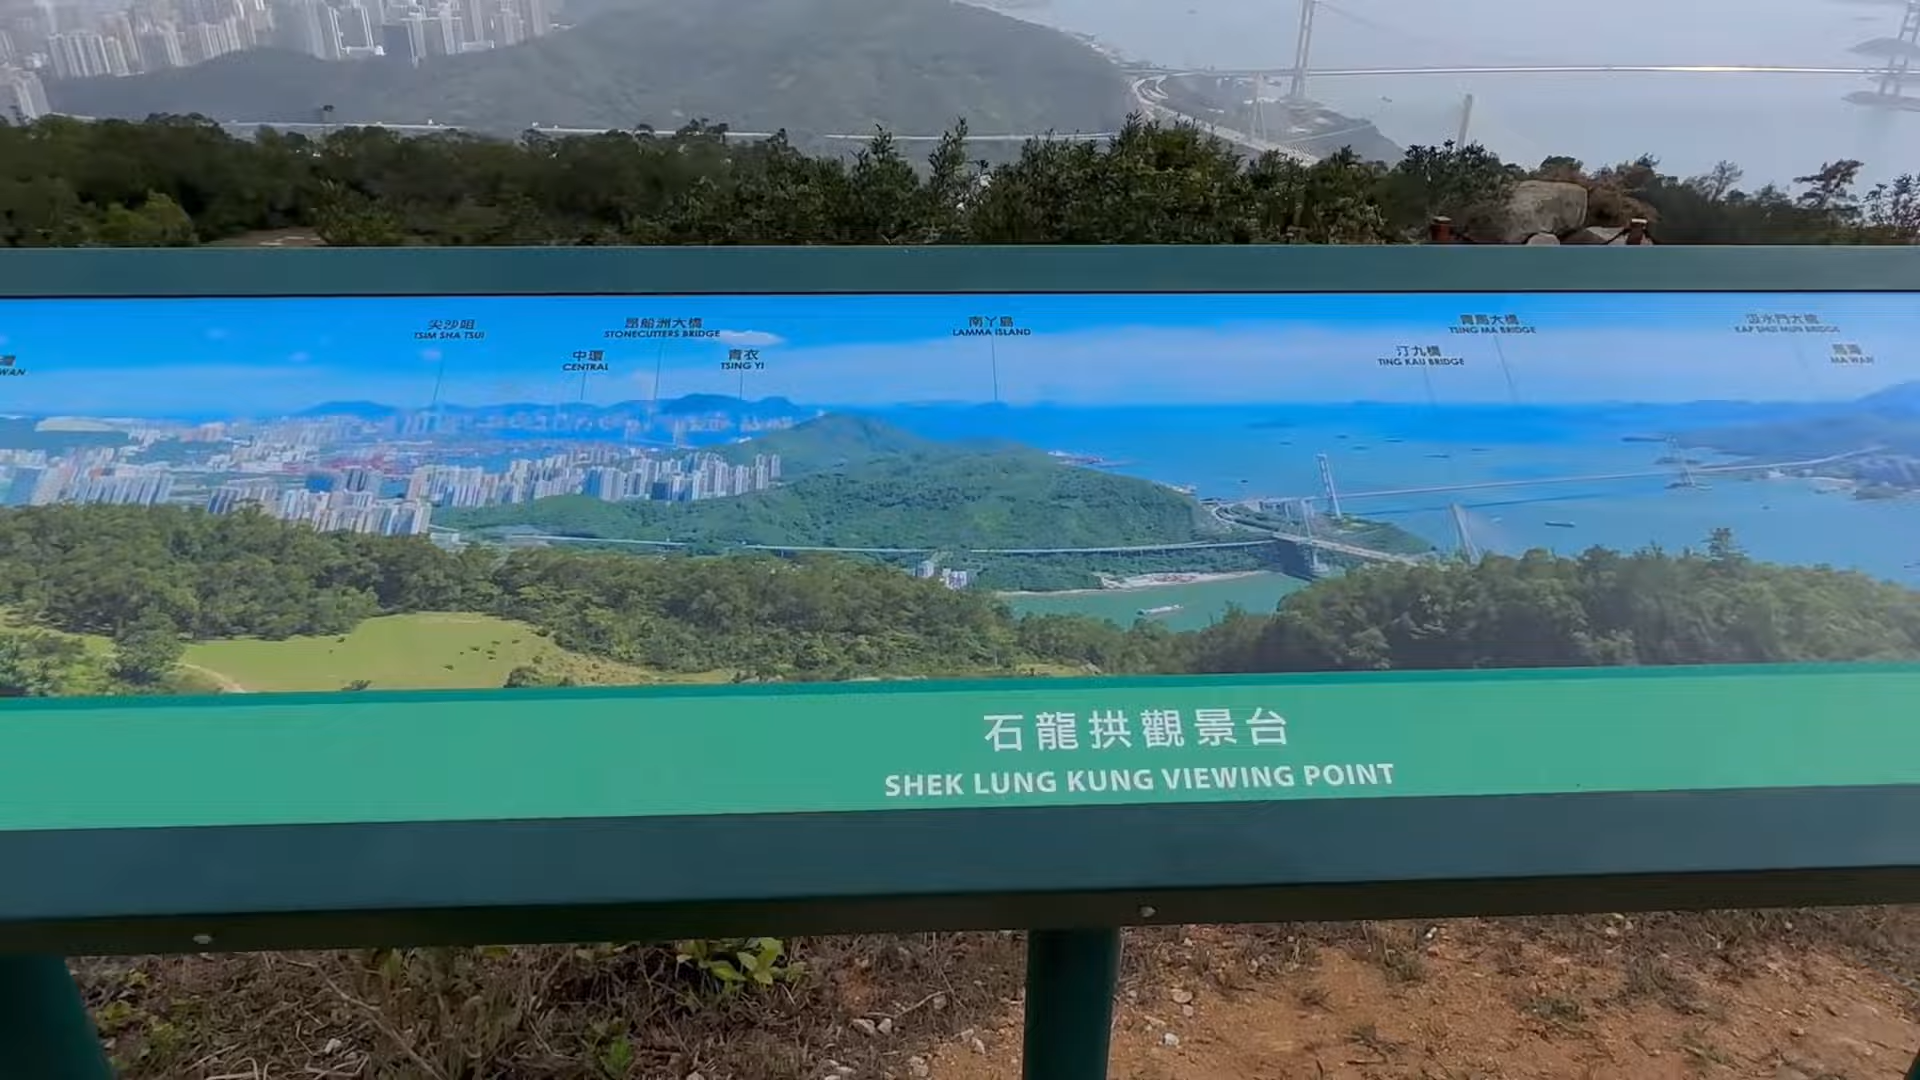 尖沙咀
TSIM SHA TSUI
昂船洲大橋
STONECUTTERS BRIDGE
中環
CENTRAL
青衣
TSING YI
南丫島
LAMMA ISLAND
青馬大橋
TSING MA BRIDGE
汀九橋
TING KAU BRIDGE
汲水門大橋
KAP SHUI MUN BRIDGE
馬灣
MA WAN
灣
WAN
石龍拱觀景台
SHEK LUNG KUNG VIEWING POINT